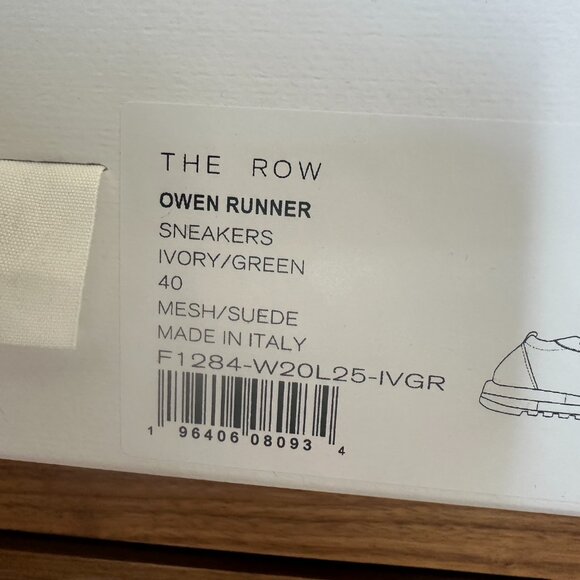 THE ROW
OWEN RUNNER
SNEAKERS
IVORY/GREEN
40
MESH/SUEDE
MADE IN ITALY
F1284-W20L25-IVGR
1 96406 08093 4